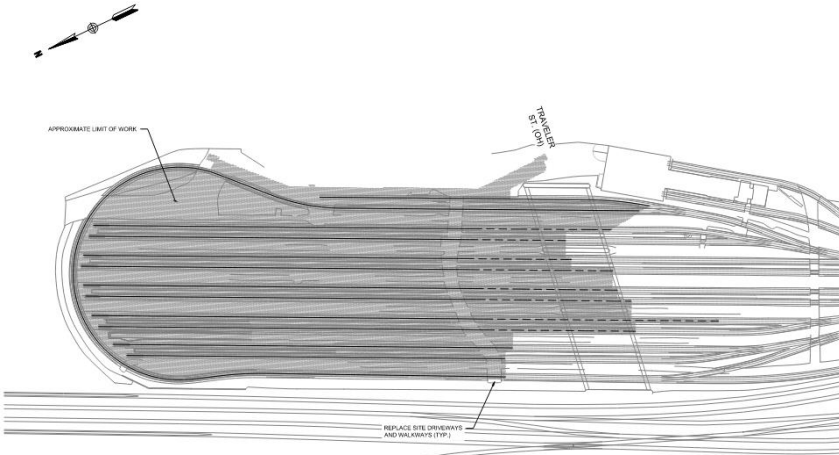 N
APPROXIMATE LIMIT OF WORK
TRAVELER
ST. (OH)
REPLACE SITE DRIVEWAYS
AND WALKWAYS (TYP.)